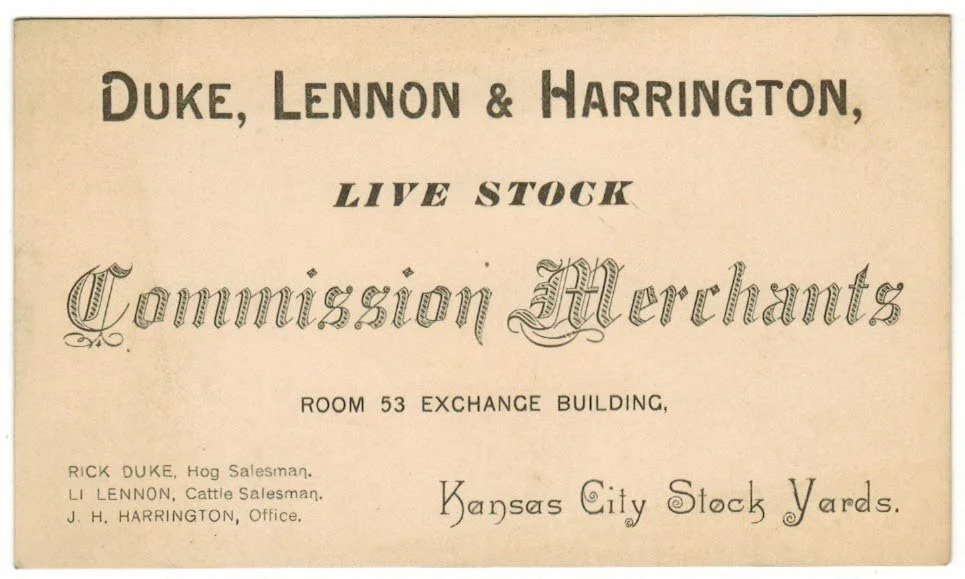 DUKE, LENNON & HARRINGTON,
LIVE STOCK
Commission Merchants
ROOM 53 EXCHANGE BUILDING,
RICK DUKE, Hog Salesman.
LI LENNON, Cattle Salesman.
J. H. HARRINGTON, Office.
Kansas City Stock Yards.